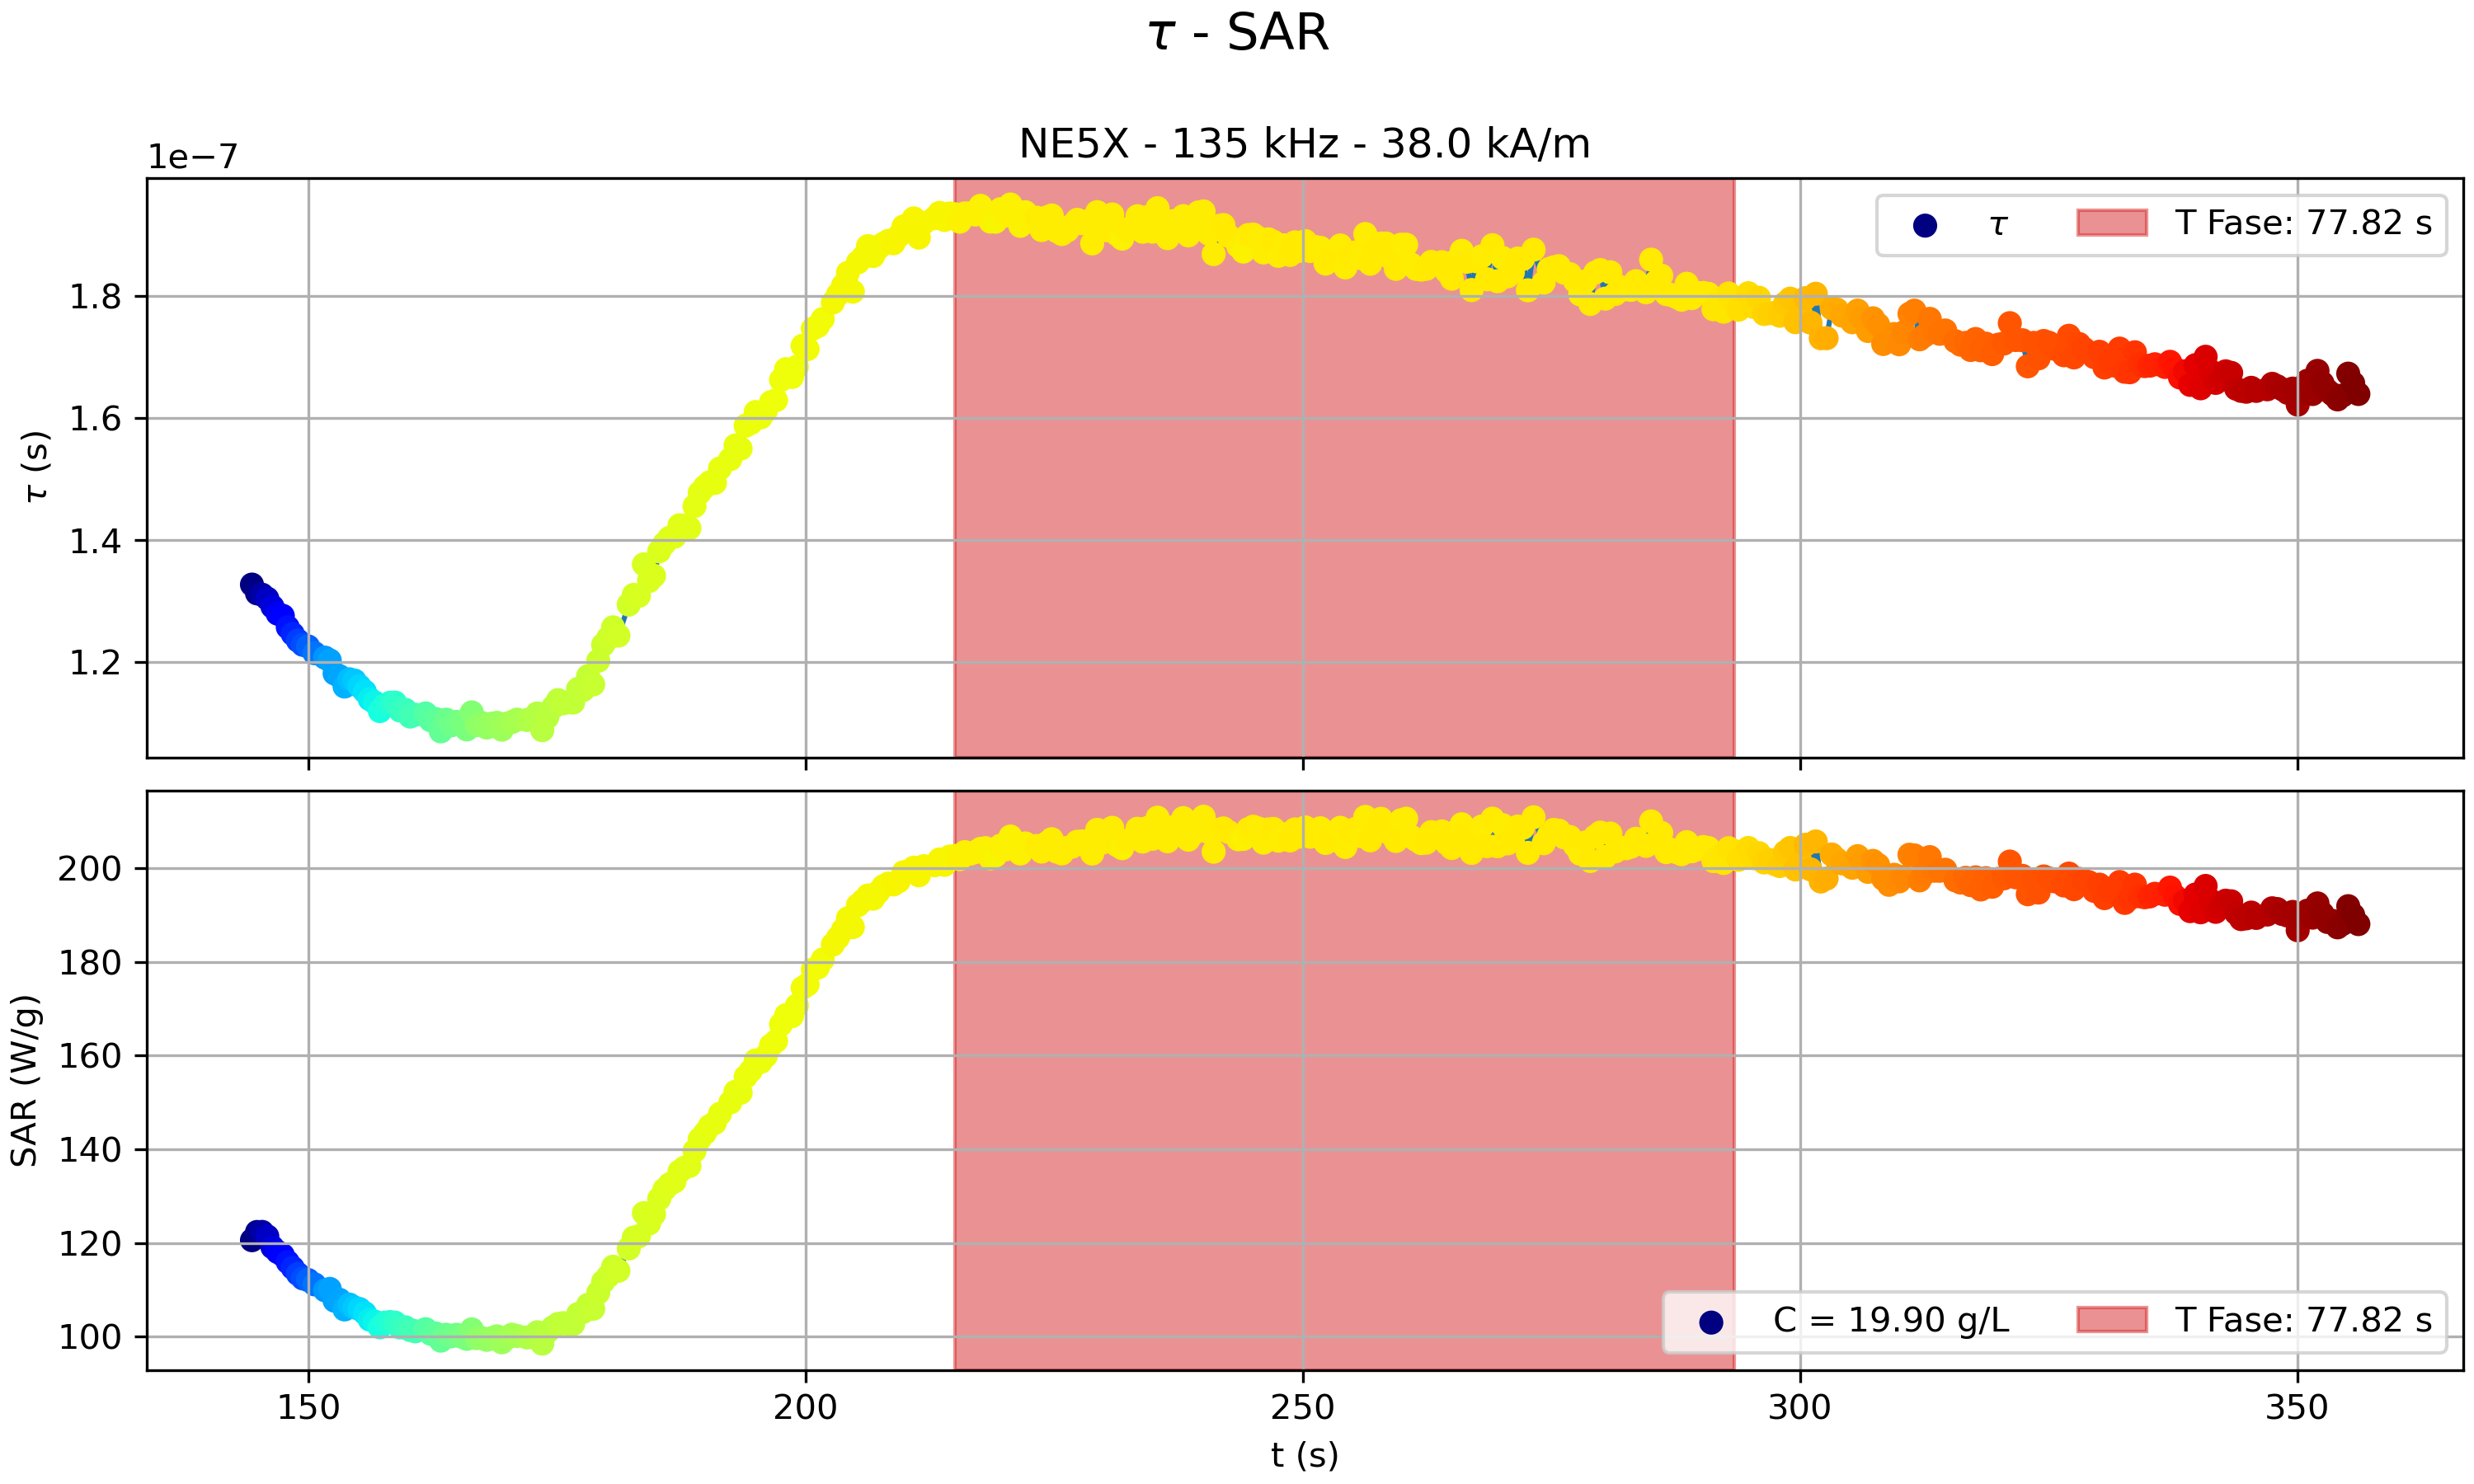 τ - SAR
NE5X - 135 kHz - 38.0 kA/m
1e−7
τ
T Fase: 77.82 s
1.8
1.6
1.4
1.2
τ (s)
200
180
160
140
120
100
SAR (W/g)
C = 19.90 g/L
T Fase: 77.82 s
150
200
250
300
350
t (s)